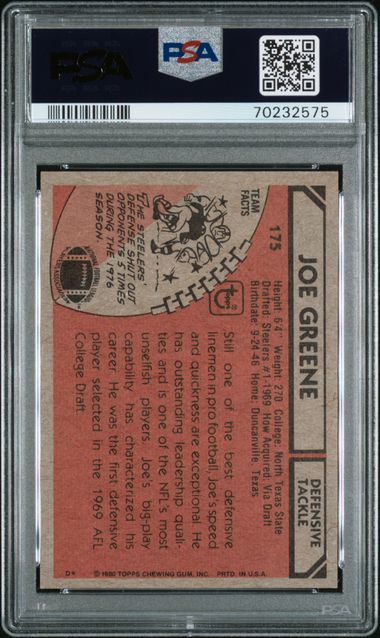 PSA
PSA
70232575
JOE GREENE
DEFENSIVE
TACKLE
175
Height: 6'4" Weight: 270 College: North Texas State
Drafted: Steelers #1-1969 How Acquired: Via Draft
Birthdate: 9-24-46 Home: Duncanville, Texas
TEAM
FACTS
THE STEELERS'
DEFENSE SHUT OUT
OPPONENTS 5 TIMES
DURING THE 1976
SEASON.
Topps
Still one of the best defensive
linemen in pro football, Joe's speed
and quickness are exceptional. He
has outstanding leadership quali-
ties and is one of the NFL's most
unselfish players. Joe's big-play
capability has characterized his
career. He was the first defensive
player selected in the 1969 AFL
College Draft.
D* © 1980 TOPPS CHEWING GUM, INC. PRTD. IN U.S.A.
PSA